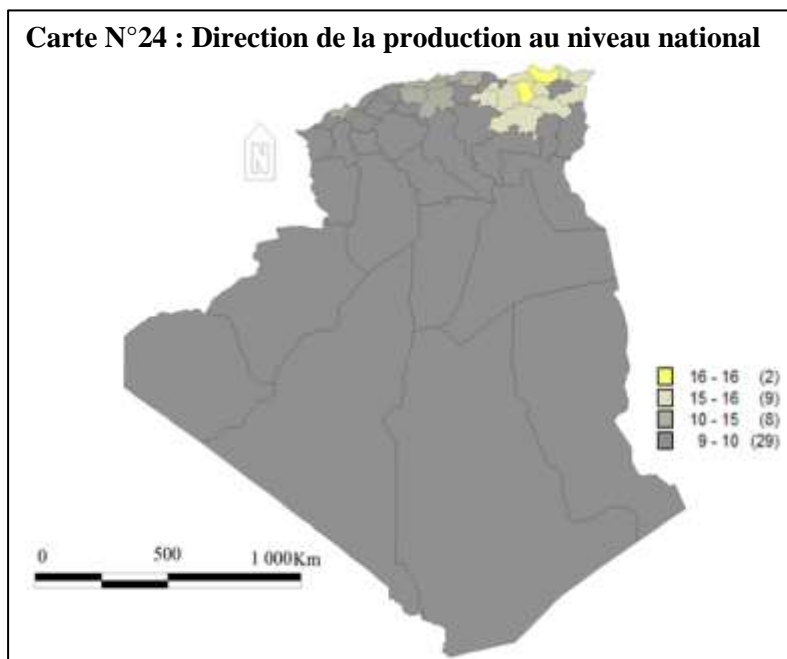 Carte N°24 : Direction de la production au niveau national
N
16 - 16 (2)
15 - 16 (9)
10 - 15 (8)
9 - 10 (29)
0 500 1 000Km